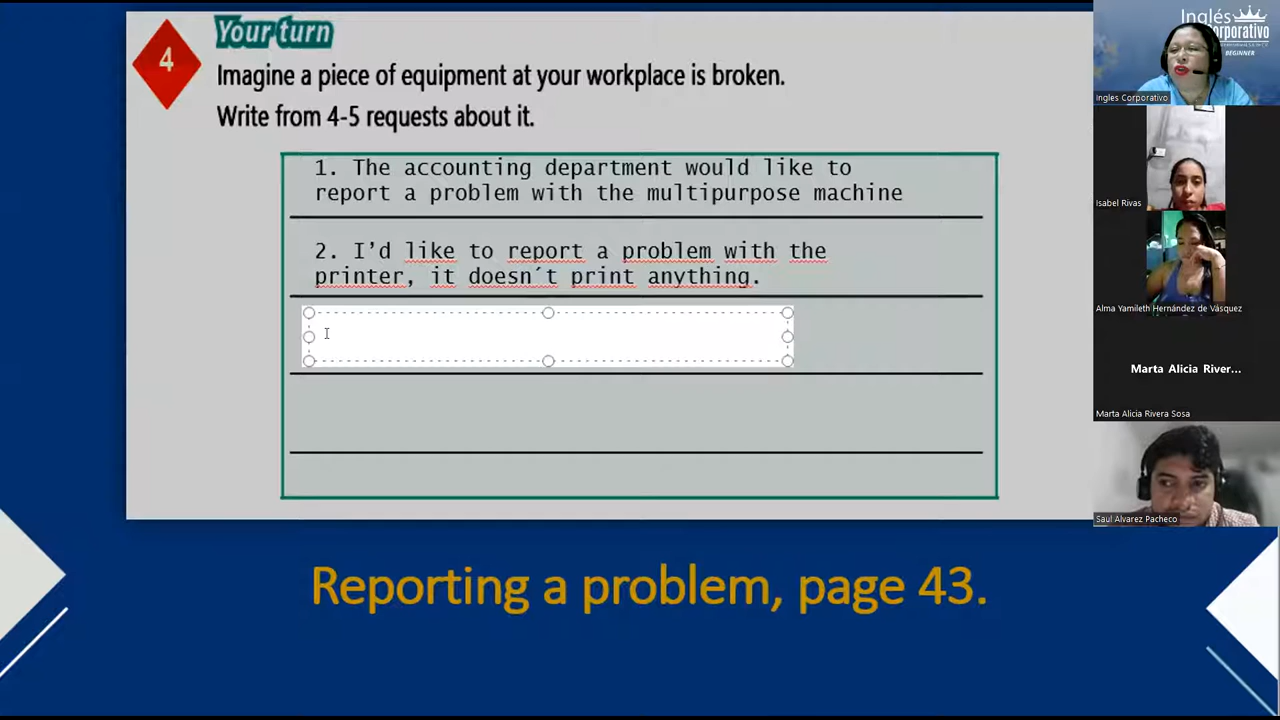 4
Your turn
Imagine a piece of equipment at your workplace is broken.
Write from 4-5 requests about it.
1. The accounting department would like to
report a problem with the multipurpose machine
2. I’d like to report a problem with the
printer, it doesn´t print anything.
Reporting a problem, page 43.
Inglés
Corporativo
BEGINNER
Ingles Corporativo
Isabel Rivas
Alma Yamileth Hernández de Vásquez
Marta Alicia River...
Marta Alicia Rivera Sosa
Saul Alvarez Pacheco